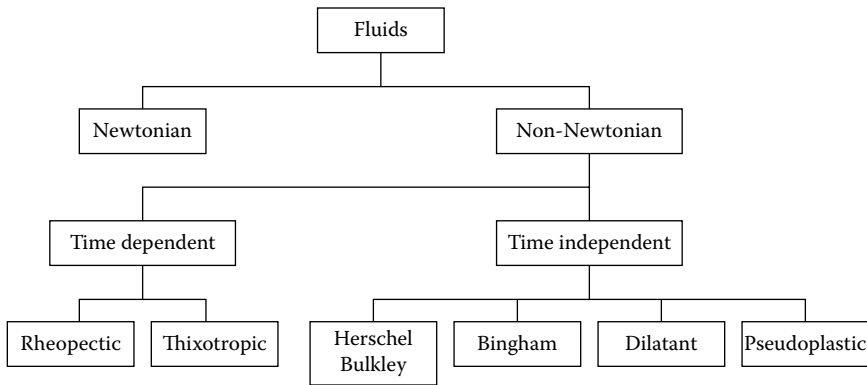 Fluids
Newtonian
Non-Newtonian
Time dependent
Time independent
Rheopectic
Thixotropic
Herschel
Bulkley
Bingham
Dilatant
Pseudoplastic